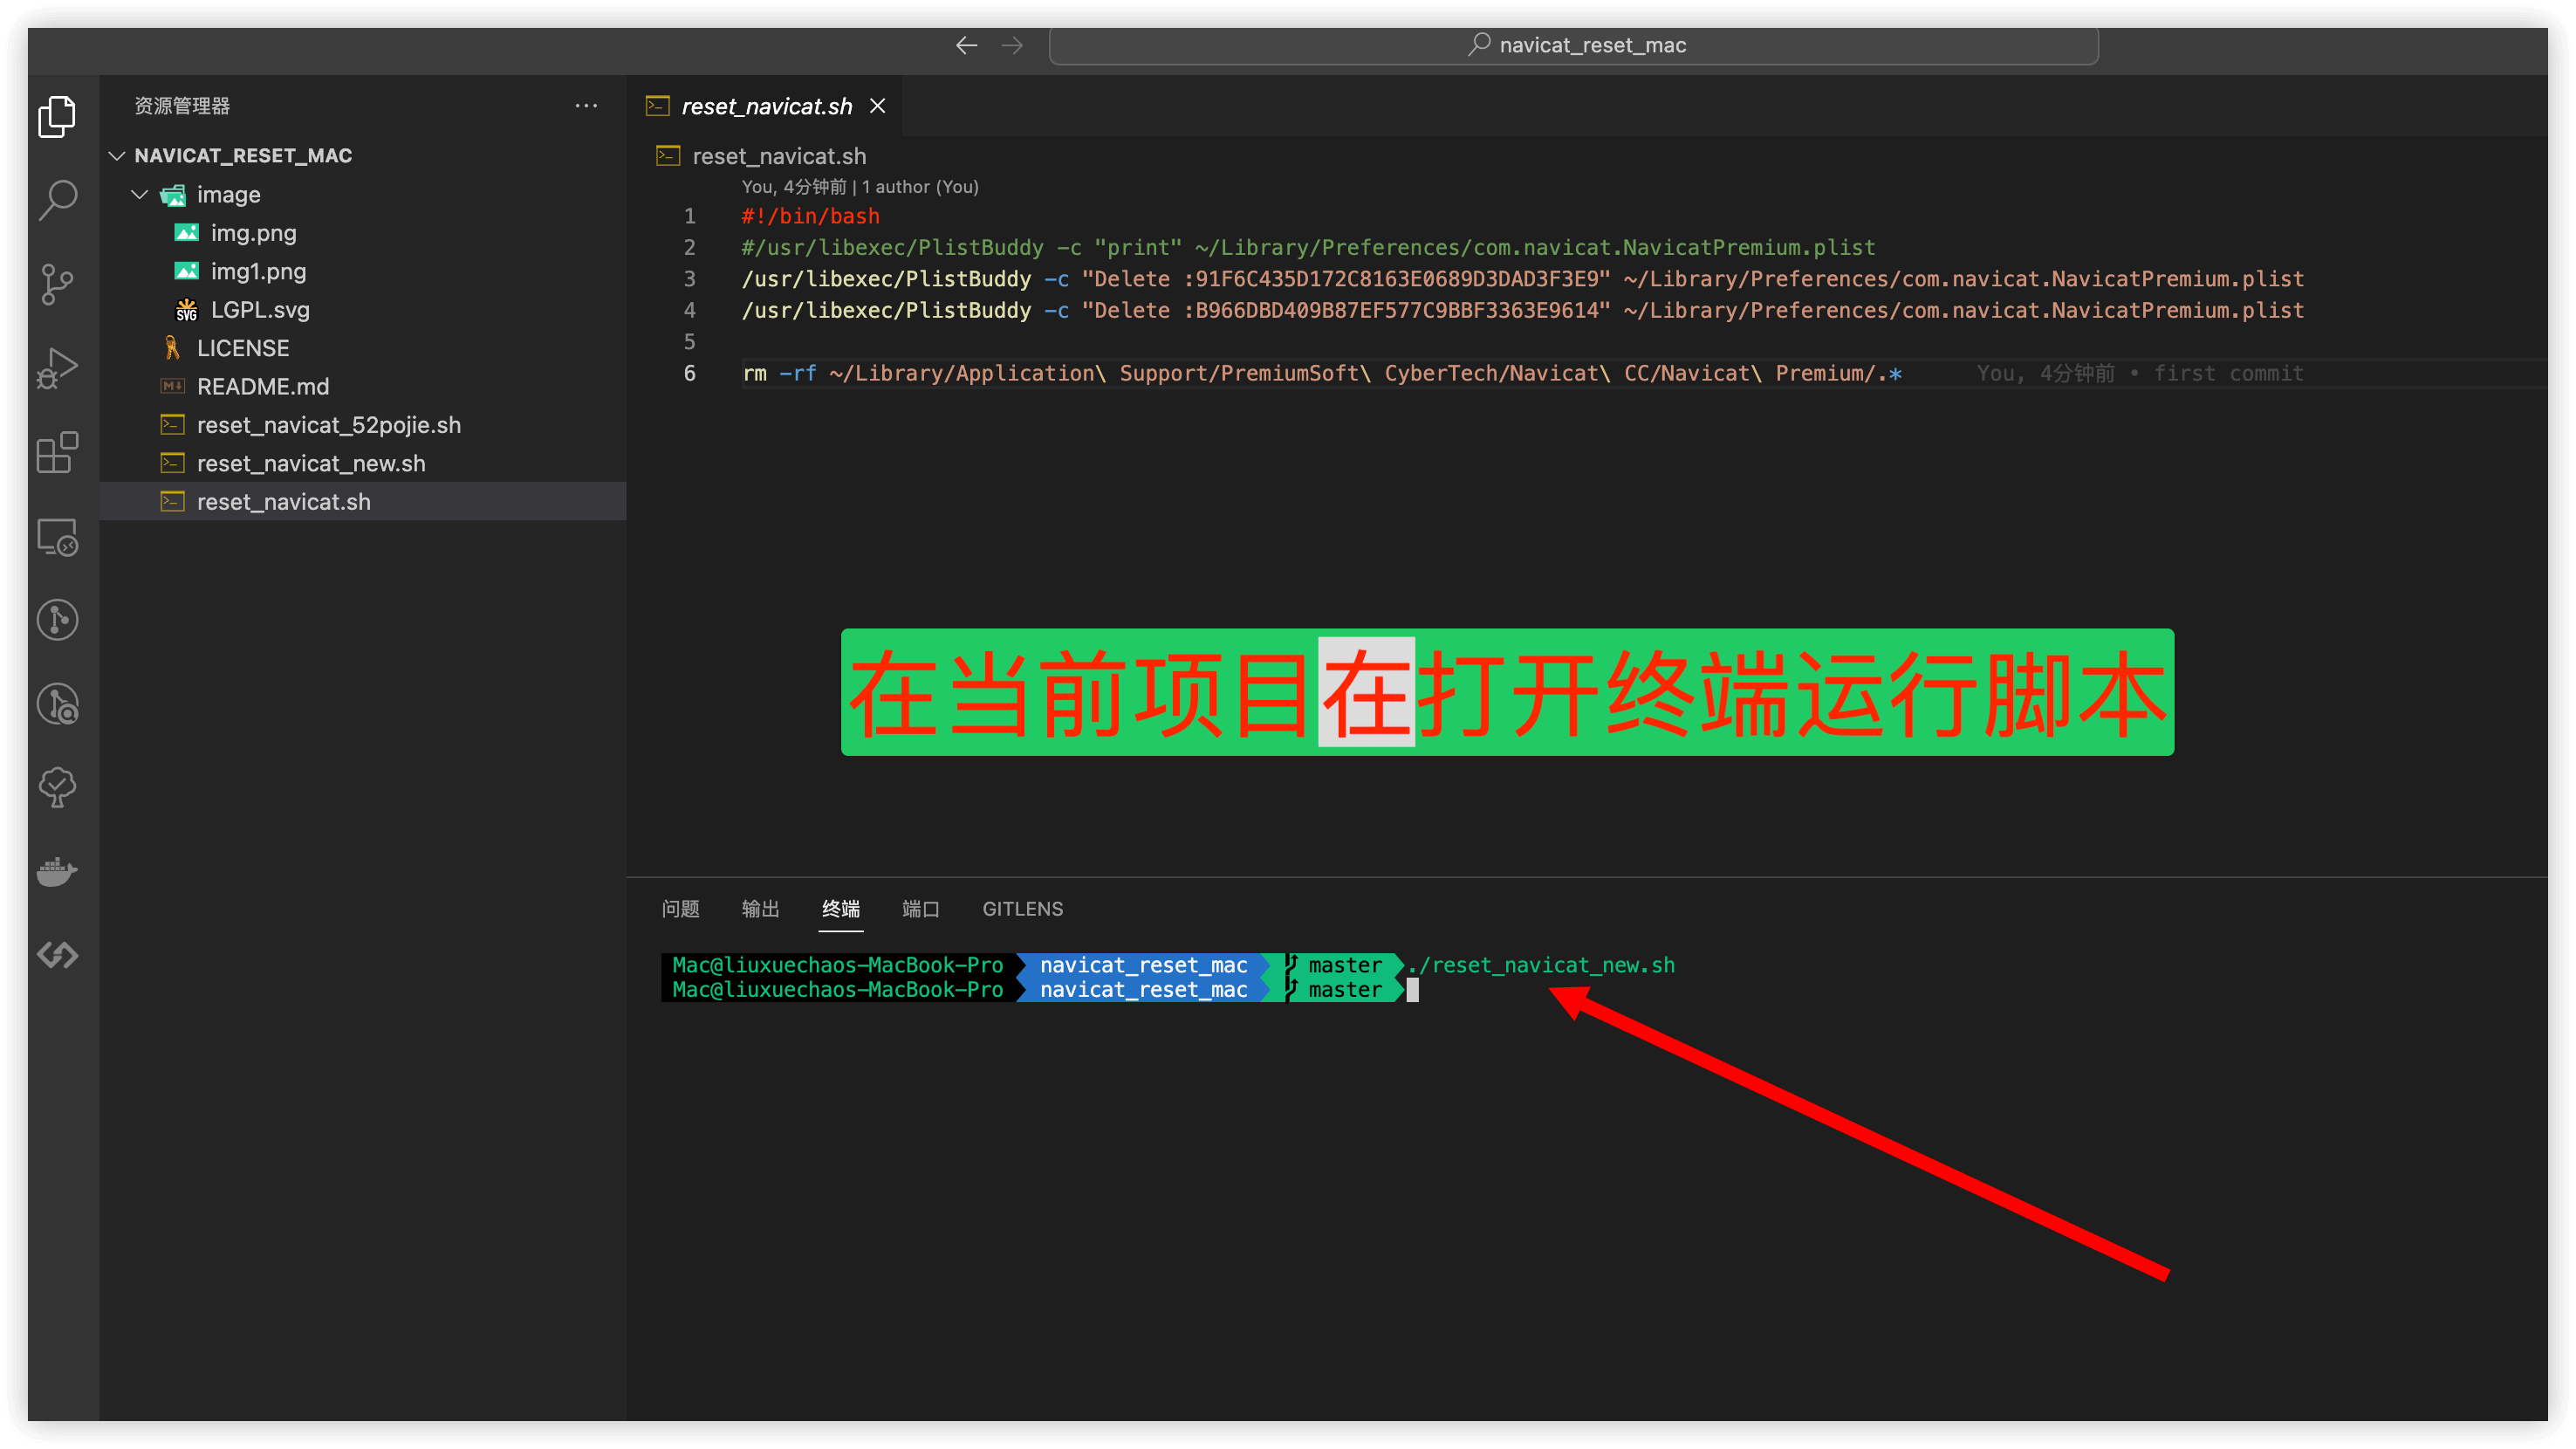 navicat_reset_mac
资源管理器
NAVICAT_RESET_MAC
image
img.png
img1.png
SVG LGPL.svg
LICENSE
M↓ README.md
reset_navicat_52pojie.sh
reset_navicat_new.sh
reset_navicat.sh
reset_navicat.sh
reset_navicat.sh
You, 4分钟前 | 1 author (You)
1 #!/bin/bash
2 #/usr/libexec/PlistBuddy -c "print" ~/Library/Preferences/com.navicat.NavicatPremium.plist
3 /usr/libexec/PlistBuddy -c "Delete :91F6C435D172C8163E0689D3DAD3F3E9" ~/Library/Preferences/com.navicat.NavicatPremium.plist
4 /usr/libexec/PlistBuddy -c "Delete :B966DBD409B87EF577C9BBF3363E9614" ~/Library/Preferences/com.navicat.NavicatPremium.plist
5
6 rm -rf ~/Library/Application\ Support/PremiumSoft\ CyberTech/Navicat\ CC/Navicat\ Premium/.* You, 4分钟前 • first commit
在当前项目在打开终端运行脚本
问题 输出 终端 端口 GITLENS
Mac@liuxuechaos-MacBook-Pro navicat_reset_mac master ./reset_navicat_new.sh
Mac@liuxuechaos-MacBook-Pro navicat_reset_mac master